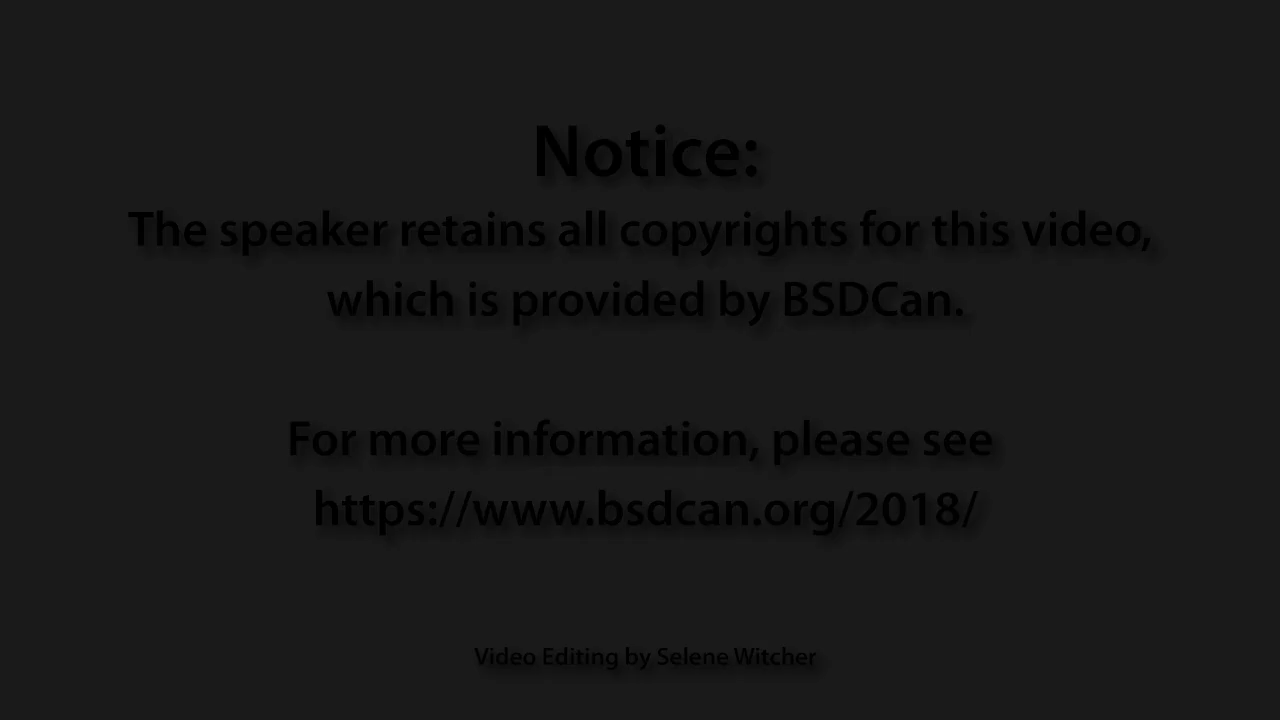 Notice:
The speaker retains all copyrights for this video,
which is provided by BSDCan.
For more information, please see
https://www.bsdcan.org/2018/
Video Editing by Selene Witcher